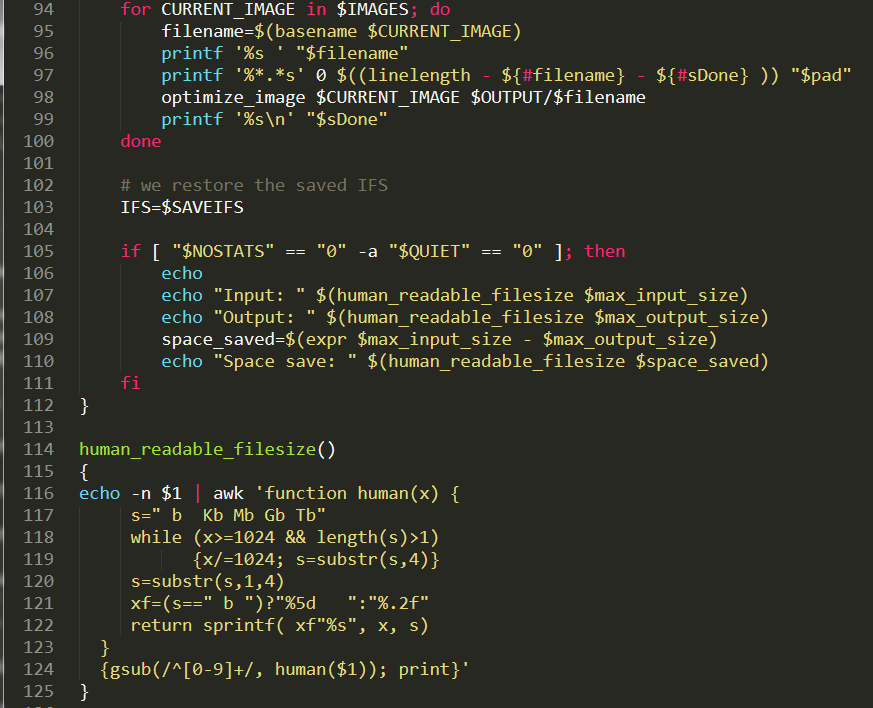 94 for CURRENT_IMAGE in $IMAGES; do
95 filename=$(basename $CURRENT_IMAGE)
96 printf '%s ' "$filename"
97 printf '%*.*s' 0 $((linelength - ${#filename} - ${#sDone} )) "$pad"
98 optimize_image $CURRENT_IMAGE $OUTPUT/$filename
99 printf '%s\n' "$sDone"
100 done
101
102 # we restore the saved IFS
103 IFS=$SAVEIFS
104
105 if [ "$NOSTATS" == "0" -a "$QUIET" == "0" ]; then
106 echo
107 echo "Input: " $(human_readable_filesize $max_input_size)
108 echo "Output: " $(human_readable_filesize $max_output_size)
109 space_saved=$(expr $max_input_size - $max_output_size)
110 echo "Space save: " $(human_readable_filesize $space_saved)
111 fi
112 }
113
114 human_readable_filesize()
115 {
116 echo -n $1 | awk 'function human(x) {
117 s=" b  Kb Mb Gb Tb"
118 while (x>=1024 && length(s)>1)
119 {x/=1024; s=substr(s,4)}
120 s=substr(s,1,4)
121 xf=(s==" b ")?"%5d   ":"%.2f"
122 return sprintf( xf"%s", x, s)
123 }
124 {gsub(/^[0-9]+/, human($1)); print}'
125 }